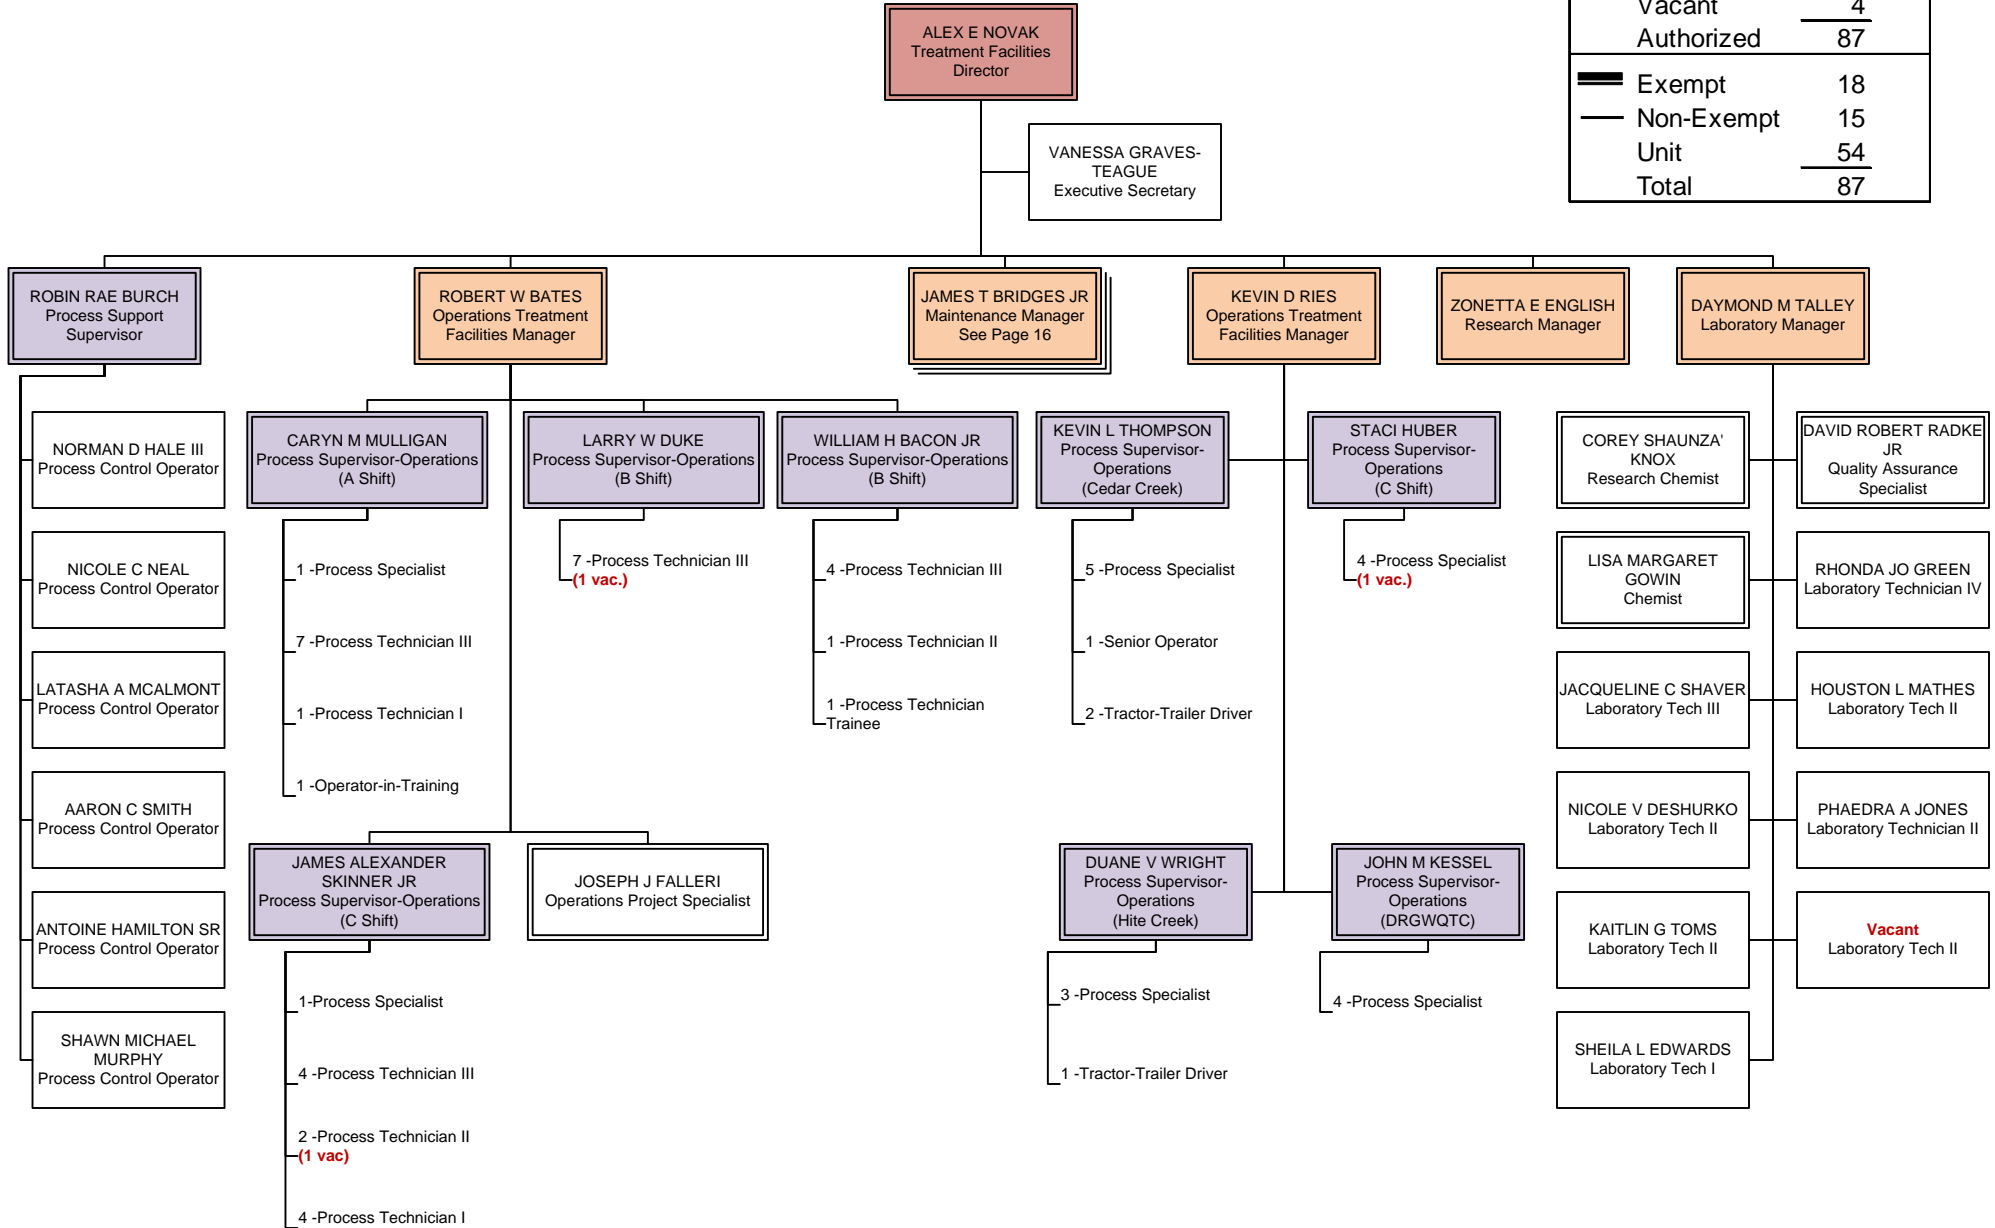 Vacant 4
Authorized 87
Exempt 18
Non-Exempt 15
Unit 54
Total 87
ALEX E NOVAK
Treatment Facilities
Director
VANESSA GRAVES-
TEAGUE
Executive Secretary
ROBIN RAE BURCH
Process Support
Supervisor
ROBERT W BATES
Operations Treatment
Facilities Manager
JAMES T BRIDGES JR
Maintenance Manager
See Page 16
KEVIN D RIES
Operations Treatment
Facilities Manager
ZONETTA E ENGLISH
Research Manager
DAYMOND M TALLEY
Laboratory Manager
NORMAN D HALE III
Process Control Operator
NICOLE C NEAL
Process Control Operator
LATASHA A MCALMONT
Process Control Operator
AARON C SMITH
Process Control Operator
ANTOINE HAMILTON SR
Process Control Operator
SHAWN MICHAEL
MURPHY
Process Control Operator
CARYN M MULLIGAN
Process Supervisor-Operations
(A Shift)
1 -Process Specialist
7 -Process Technician III
1 -Process Technician I
1 -Operator-in-Training
LARRY W DUKE
Process Supervisor-Operations
(B Shift)
7 -Process Technician III
(1 vac.)
WILLIAM H BACON JR
Process Supervisor-Operations
(B Shift)
4 -Process Technician III
1 -Process Technician II
1 -Process Technician
Trainee
JAMES ALEXANDER
SKINNER JR
Process Supervisor-Operations
(C Shift)
1-Process Specialist
4 -Process Technician III
2 -Process Technician II
(1 vac)
4 -Process Technician I
JOSEPH J FALLERI
Operations Project Specialist
KEVIN L THOMPSON
Process Supervisor-
Operations
(Cedar Creek)
5 -Process Specialist
1 -Senior Operator
2 -Tractor-Trailer Driver
STACI HUBER
Process Supervisor-
Operations
(C Shift)
4 -Process Specialist
(1 vac.)
DUANE V WRIGHT
Process Supervisor-
Operations
(Hite Creek)
3 -Process Specialist
1 -Tractor-Trailer Driver
JOHN M KESSEL
Process Supervisor-
Operations
(DRGWQTC)
4 -Process Specialist
COREY SHAUNZA'
KNOX
Research Chemist
DAVID ROBERT RADKE
JR
Quality Assurance
Specialist
LISA MARGARET
GOWIN
Chemist
RHONDA JO GREEN
Laboratory Technician IV
JACQUELINE C SHAVER
Laboratory Tech III
HOUSTON L MATHES
Laboratory Tech II
NICOLE V DESHURKO
Laboratory Tech II
PHAEDRA A JONES
Laboratory Technician II
KAITLIN G TOMS
Laboratory Tech II
Vacant
Laboratory Tech II
SHEILA L EDWARDS
Laboratory Tech I